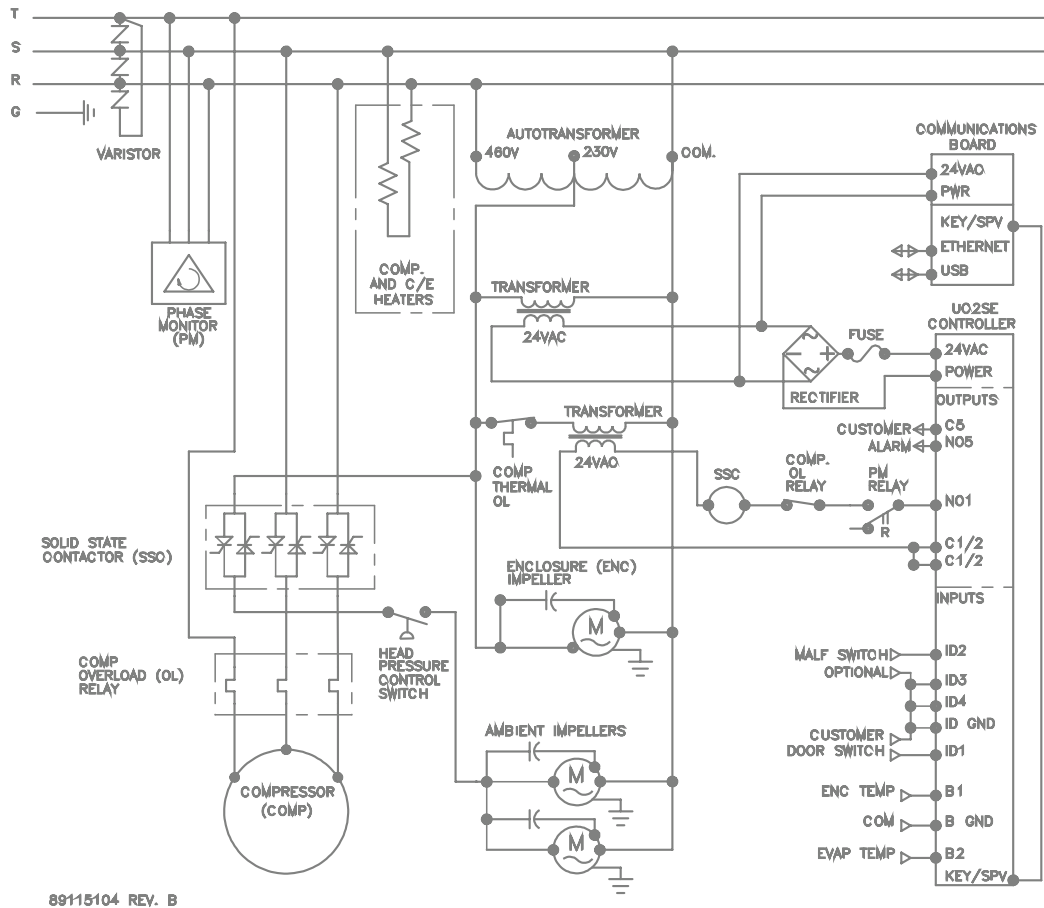 T
S
R
G
VARISTOR
PHASE
MONITOR
(PM)
COMP.
AND C/E
HEATERS
AUTOTRANSFORMER
460V
230V
COM.
TRANSFORMER
24VAC
COMMUNICATIONS
BOARD
24VAC
PWR
KEY/SPV
ETHERNET
USB
UO2SE
CONTROLLER
FUSE
RECTIFIER
24VAC
POWER
OUTPUTS
CUSTOMER
ALARM
C5
NO5
TRANSFORMER
24VAC
COMP
THERMAL
OL
SSC
COMP.
OL
RELAY
PM
RELAY
R
NO1
C1/2
C1/2
SOLID STATE
CONTACTOR (SSC)
ENCLOSURE (ENC)
IMPELLER
M
INPUTS
COMP
OVERLOAD (OL)
RELAY
HEAD
PRESSURE
CONTROL
SWITCH
MALF SWITCH
OPTIONAL
ID2
ID3
ID4
ID GND
CUSTOMER
DOOR SWITCH
ID1
AMBIENT IMPELLERS
M
M
COMPRESSOR
(COMP)
ENC TEMP
B1
COM
B GND
EVAP TEMP
B2
KEY/SPV
89115104 REV. B